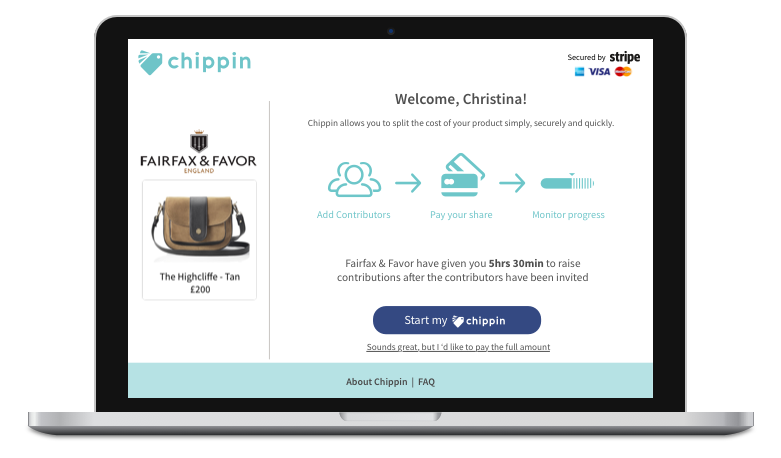 chippin
Secured by stripe
VISA
Welcome, Christina!
Chippin allows you to split the cost of your product simply, securely and quickly.
FAIRFAX & FAVOR
ENGLAND
The Highcliffe - Tan
£200
Add Contributors
Pay your share
Monitor progress
Fairfax & Favor have given you 5hrs 30min to raise
contributions after the contributors have been invited
Start my chippin
Sounds great, but I 'd like to pay the full amount
About Chippin | FAQ